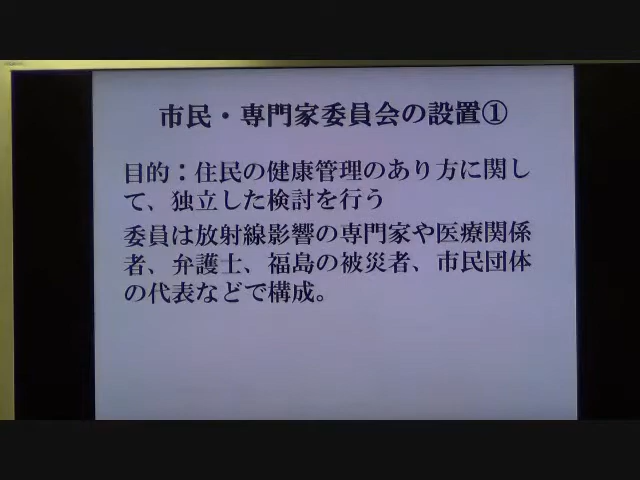 市民・専門家委員会の設置①
目的：住民の健康管理のあり方に関し
て、独立した検討を行う
委員は放射線影響の専門家や医療関係
者、弁護士、福島の被災者、市民団体
の代表などで構成。